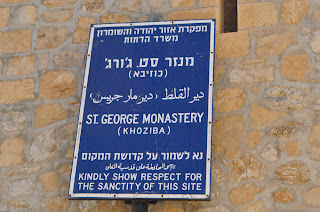 מפקדת אזור יהודה והשומרון
משרד הדתות
מנזר סט. ג׳ורג׳
(כוזיבא)
دير القلط (دير مار جريس)
ST. GEORGE MONASTERY
(KHOZIBA)
נא לשמור על קדושת המקום
KINDLY SHOW RESPECT FOR
THE SANCTITY OF THIS SITE